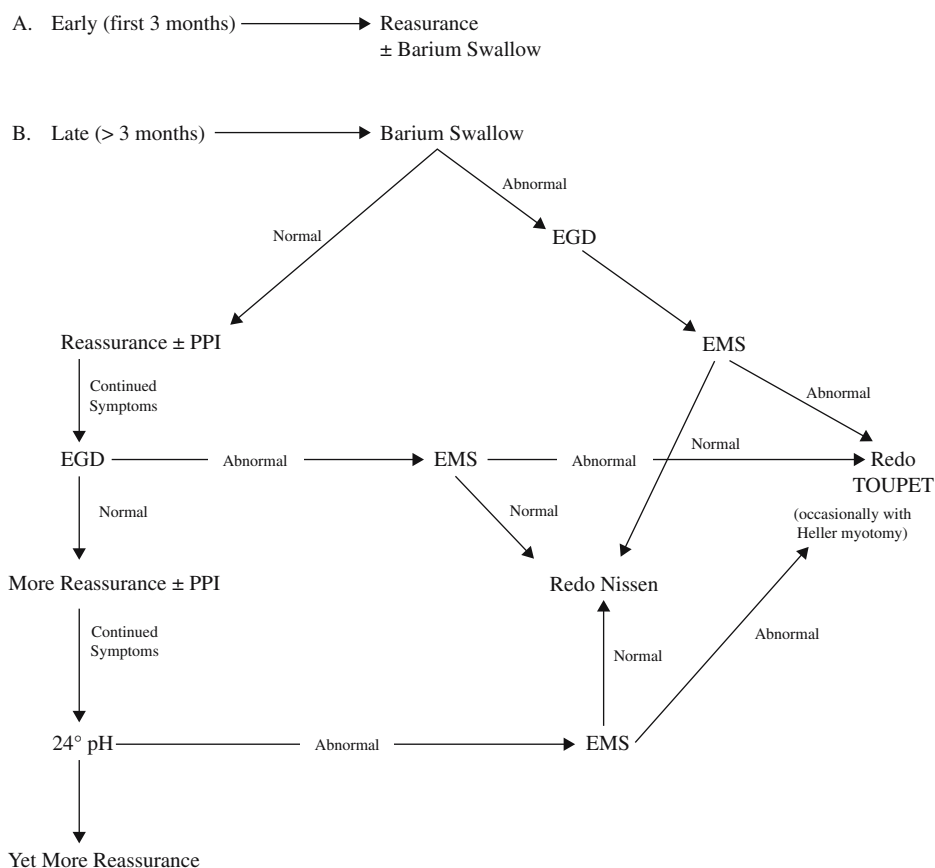 A. Early (first 3 months)
Reasurance
± Barium Swallow
B. Late (> 3 months)
Barium Swallow
Abnormal
Normal
EGD
Reassurance ± PPI
EMS
Continued
Symptoms
Abnormal
EGD
Abnormal
EMS
Abnormal
Normal
Redo
TOUPET
(occasionally with
Heller myotomy)
Normal
Normal
More Reassurance ± PPI
Redo Nissen
Continued
Symptoms
Normal
Abnormal
24° pH
Abnormal
EMS
Yet More Reassurance